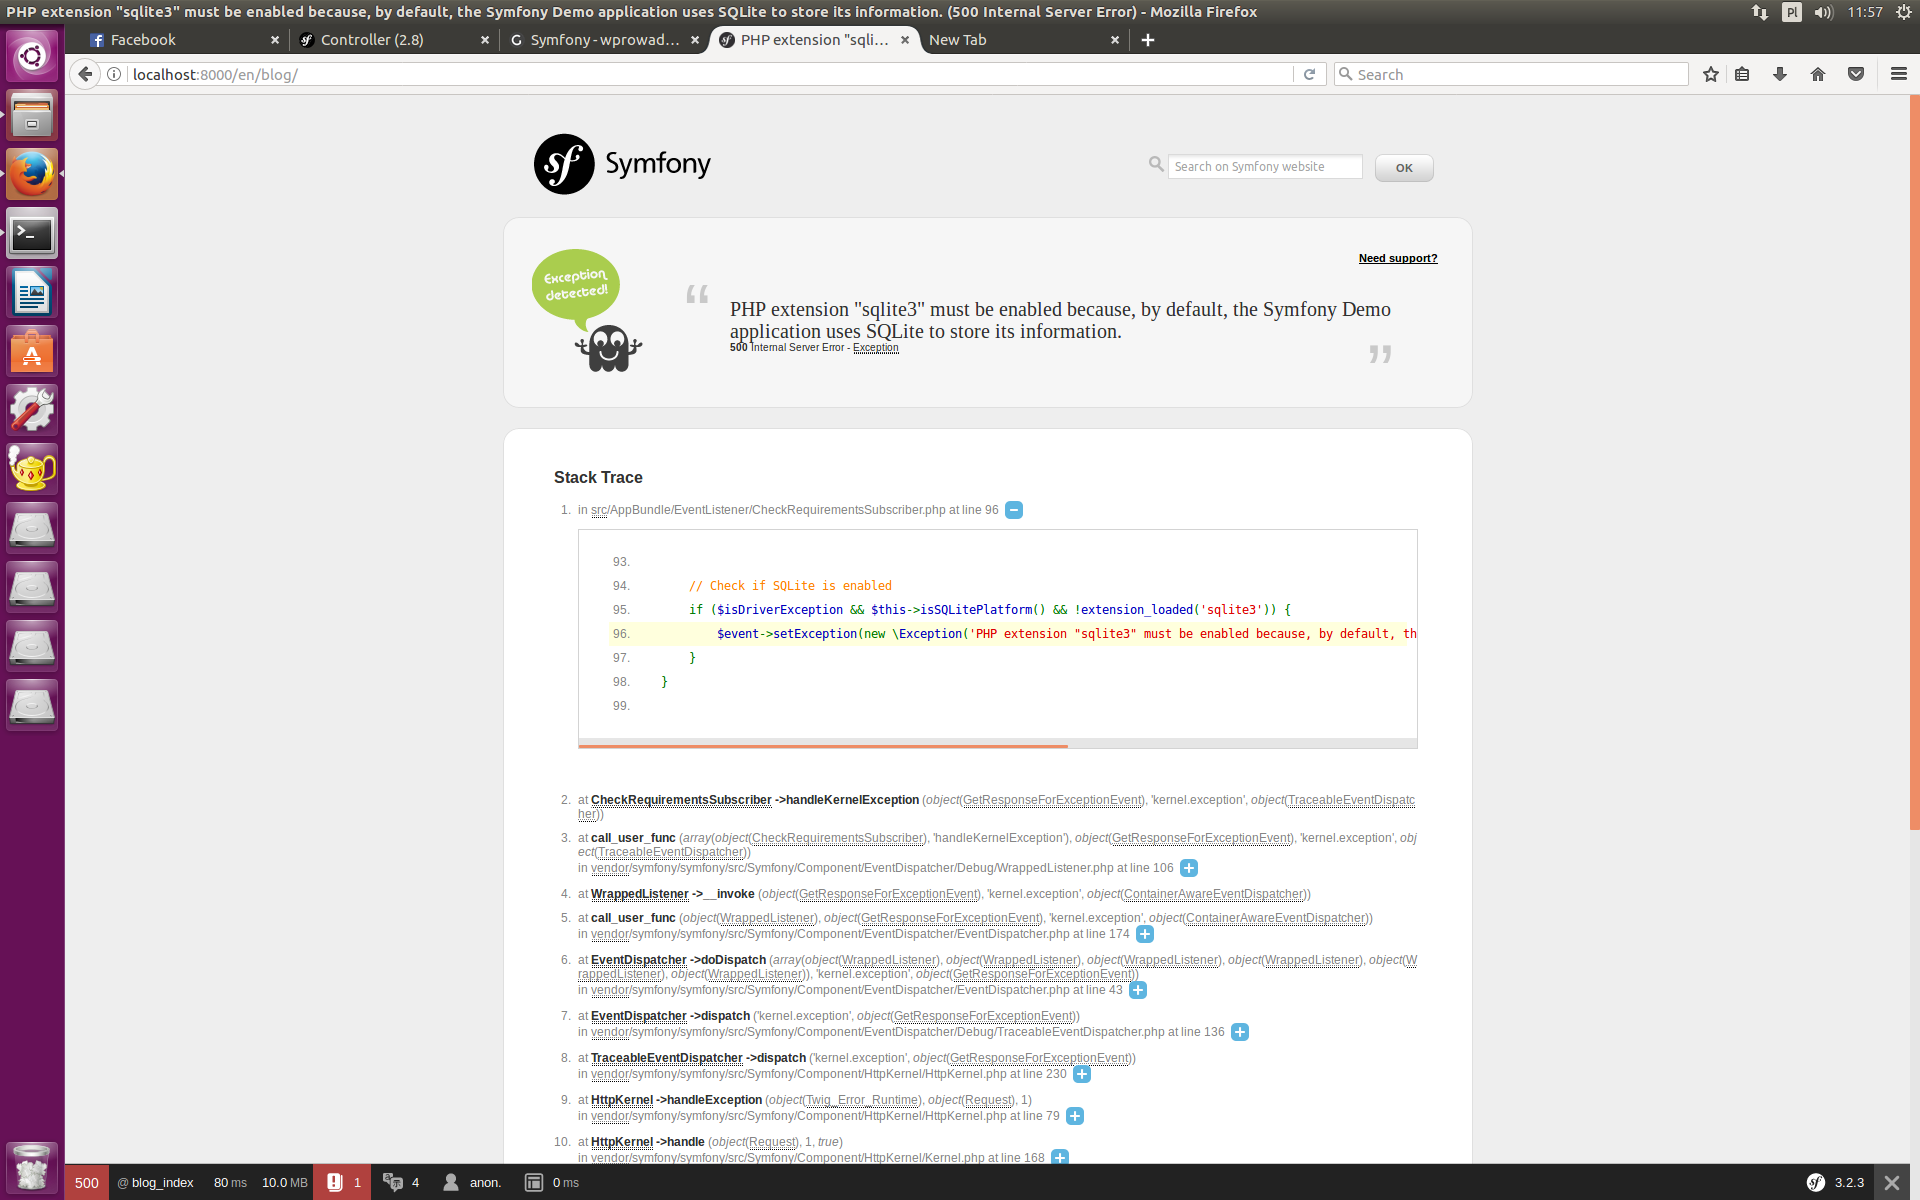 PHP extension "sqlite3" must be enabled because, by default, the Symfony Demo application uses SQLite to store its information. (500 Internal Server Error) - Mozilla Firefox
Pl
11:57
Facebook
Controller (2.8)
Symfony - wprowad...
PHP extension "sqli...
New Tab
localhost:8000/en/blog/
Search
sf Symfony
Search on Symfony website
OK
Need support?
Exception
detected!
“
PHP extension "sqlite3" must be enabled because, by default, the Symfony Demo
application uses SQLite to store its information.
500 Internal Server Error - Exception
”
Stack Trace
1. in src/AppBundle/EventListener/CheckRequirementsSubscriber.php at line 96
93.
94. // Check if SQLite is enabled
95. if ($isDriverException && $this->isSQLitePlatform() && !extension_loaded('sqlite3')) {
96. $event->setException(new \Exception('PHP extension "sqlite3" must be enabled because, by default, th
97. }
98. }
99.
2. at CheckRequirementsSubscriber ->handleKernelException (object(GetResponseForExceptionEvent), 'kernel.exception', object(TraceableEventDispatc
her))
3. at call_user_func (array(object(CheckRequirementsSubscriber), 'handleKernelException'), object(GetResponseForExceptionEvent), 'kernel.exception', obj
ect(TraceableEventDispatcher))
in vendor/symfony/symfony/src/Symfony/Component/EventDispatcher/Debug/WrappedListener.php at line 106
4. at WrappedListener ->__invoke (object(GetResponseForExceptionEvent), 'kernel.exception', object(ContainerAwareEventDispatcher))
5. at call_user_func (object(WrappedListener), object(GetResponseForExceptionEvent), 'kernel.exception', object(ContainerAwareEventDispatcher))
in vendor/symfony/symfony/src/Symfony/Component/EventDispatcher/EventDispatcher.php at line 174
6. at EventDispatcher ->doDispatch (array(object(WrappedListener), object(WrappedListener), object(WrappedListener), object(WrappedListener), object(W
rappedListener), object(WrappedListener)), 'kernel.exception', object(GetResponseForExceptionEvent))
in vendor/symfony/symfony/src/Symfony/Component/EventDispatcher/EventDispatcher.php at line 43
7. at EventDispatcher ->dispatch ('kernel.exception', object(GetResponseForExceptionEvent))
in vendor/symfony/symfony/src/Symfony/Component/EventDispatcher/Debug/TraceableEventDispatcher.php at line 136
8. at TraceableEventDispatcher ->dispatch ('kernel.exception', object(GetResponseForExceptionEvent))
in vendor/symfony/symfony/src/Symfony/Component/HttpKernel/HttpKernel.php at line 230
9. at HttpKernel ->handleException (object(Twig_Error_Runtime), object(Request), 1)
in vendor/symfony/symfony/src/Symfony/Component/HttpKernel/HttpKernel.php at line 79
10. at HttpKernel ->handle (object(Request), 1, true)
in vendor/symfony/symfony/src/Symfony/Component/HttpKernel/Kernel.php at line 168
500 @ blog_index 80 ms 10.0 MB 1 4 anon. 0 ms sf 3.2.3